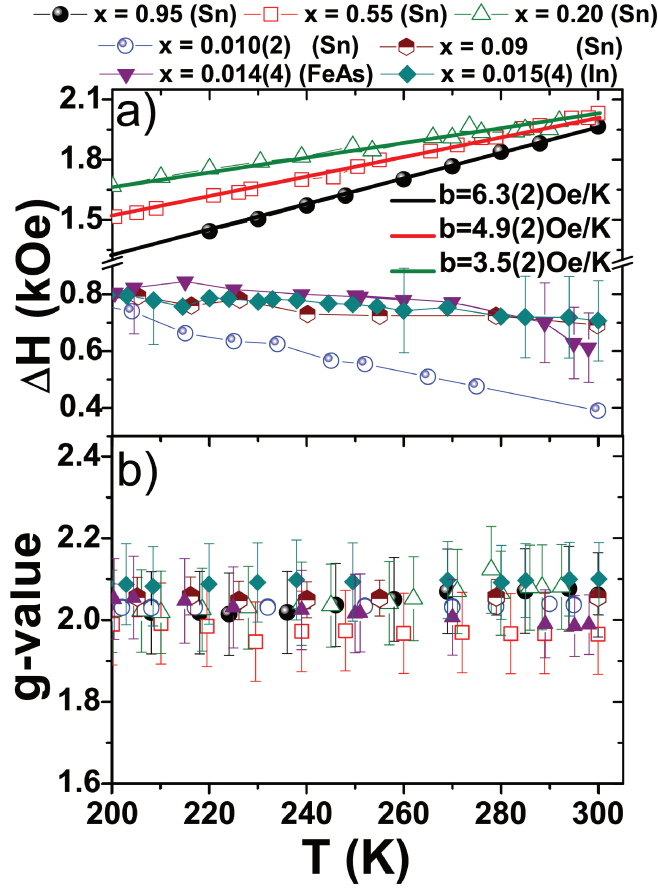 x = 0.95 (Sn) x = 0.55 (Sn) x = 0.20 (Sn)
x = 0.010(2) (Sn) x = 0.09 (Sn)
x = 0.014(4) (FeAs) x = 0.015(4) (In)
a)
2.1
1.8
1.5
b=6.3(2)Oe/K
b=4.9(2)Oe/K
b=3.5(2)Oe/K
0.8
0.6
0.4
ΔH (kOe)
b)
2.4
2.2
2.0
1.8
1.6
g-value
200 220 240 260 280 300
T (K)